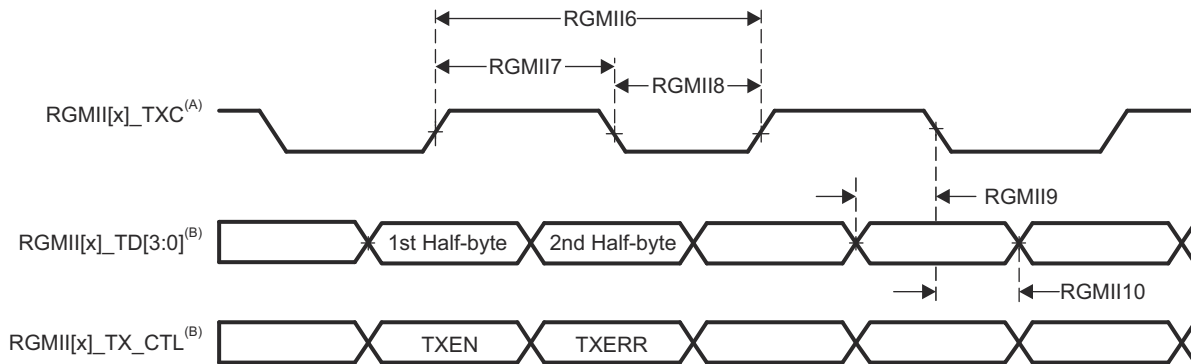 RGMII6
RGMII7
RGMII8
RGMII[x]_TXC(A)
RGMII9
RGMII[x]_TD[3:0](B)
1st Half-byte
2nd Half-byte
RGMII10
RGMII[x]_TX_CTL(B)
TXEN
TXERR